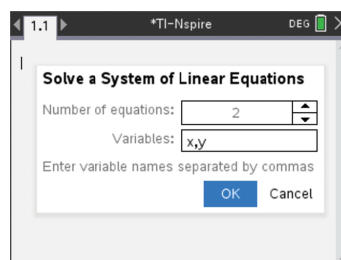 1.1
*TI-Nspire
DEG
Solve a System of Linear Equations
Number of equations: 2
Variables: x,y
Enter variable names separated by commas
OK Cancel